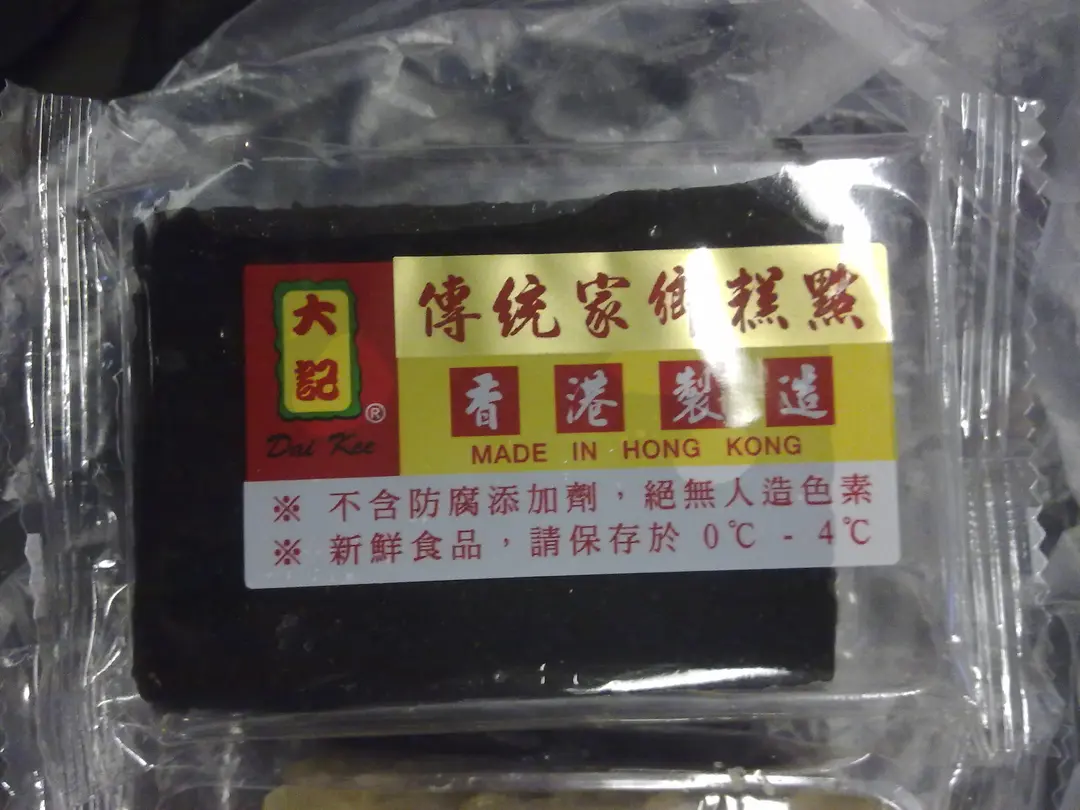 大記
®
Dai Kee
傳統家鄉糕點
香港製造
MADE IN HONG KONG
※ 不含防腐添加劑，絕無人造色素
※ 新鮮食品，請保存於 0℃ - 4℃